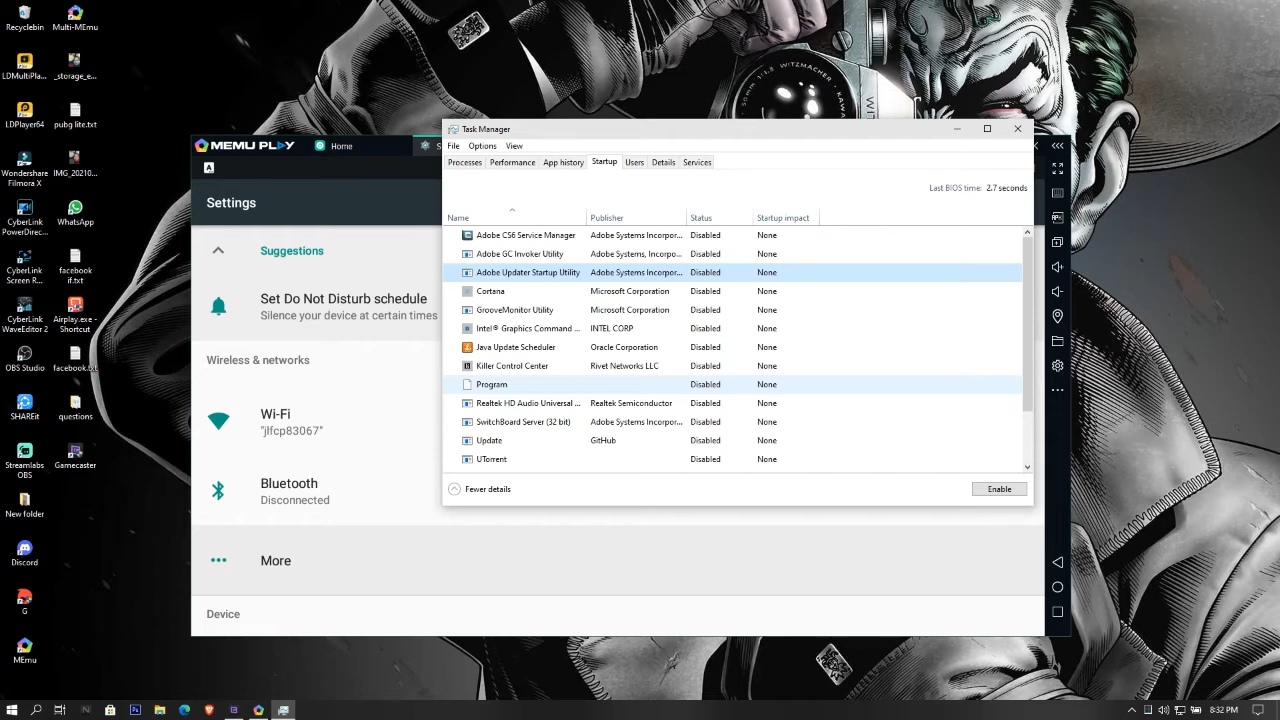 Recyclebin
Multi-MEmu
LDMultiPla...
_storage_e...
LDPlayer64
pubg lite.txt
Wondershare
Filmora X
IMG_20210...
CyberLink
PowerDirec...
WhatsApp
CyberLink
Screen R...
facebook
if.txt
CyberLink
WaveEditor 2
Airplay.exe -
Shortcut
OBS Studio
facebook.txt
SHAREit
questions
Streamlabs
OBS
Gamecaster
New folder
Discord
G
MEmu
50 mm 1:1.5 WITZMACHER
MEMU PLAY
Home
S
A
Settings
Suggestions
Set Do Not Disturb schedule
Silence your device at certain times
Wireless & networks
Wi-Fi
"jlfcp83067"
Bluetooth
Disconnected
More
Device
Task Manager
File Options View
Processes Performance App history Startup Users Details Services
Last BIOS time: 2.7 seconds
Name Publisher Status Startup impact
Adobe CS6 Service Manager Adobe Systems Incorpor... Disabled None
Adobe GC Invoker Utility Adobe Systems, Incorpo... Disabled None
Adobe Updater Startup Utility Adobe Systems Incorpor... Disabled None
Cortana Microsoft Corporation Disabled None
GrooveMonitor Utility Microsoft Corporation Disabled None
Intel® Graphics Command ... INTEL CORP Disabled None
Java Update Scheduler Oracle Corporation Disabled None
Killer Control Center Rivet Networks LLC Disabled None
Program Disabled None
Realtek HD Audio Universal ... Realtek Semiconductor Disabled None
SwitchBoard Server (32 bit) Adobe Systems Incorpor... Disabled None
Update GitHub Disabled None
UTorrent Disabled None
Fewer details
Enable
8:32 PM